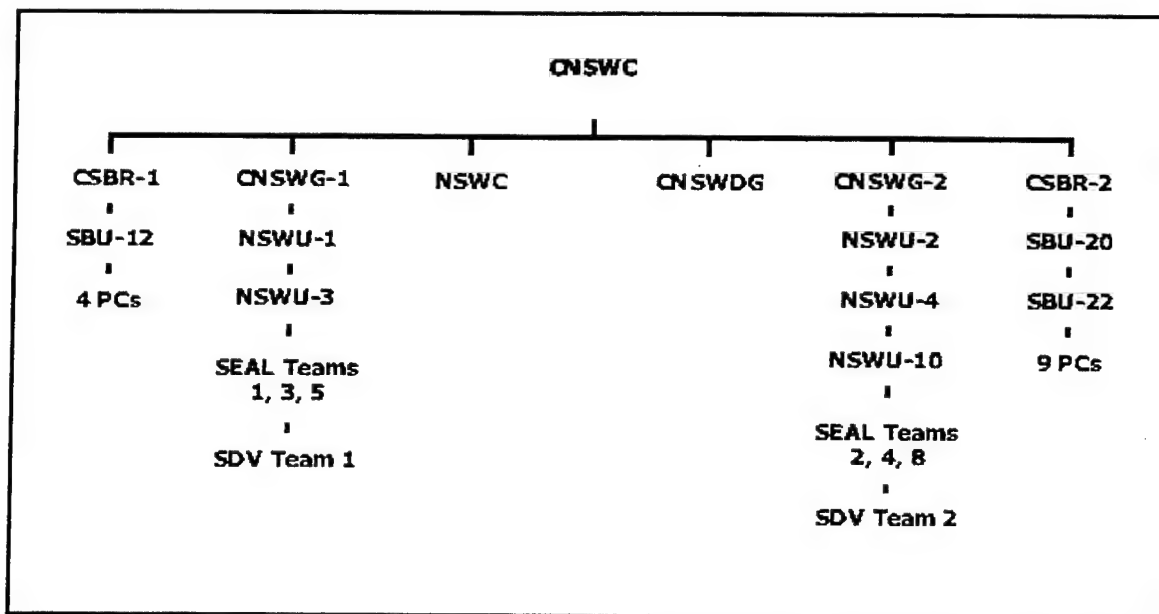 CNSWC
CSBR-1
SBU-12
4 PCs
CNSWG-1
NSWU-1
NSWU-3
SEAL Teams
1, 3, 5
SDV Team 1
NSWC
CNSWDG
CNSWG-2
NSWU-2
NSWU-4
NSWU-10
SEAL Teams
2, 4, 8
SDV Team 2
CSBR-2
SBU-20
SBU-22
9 PCs